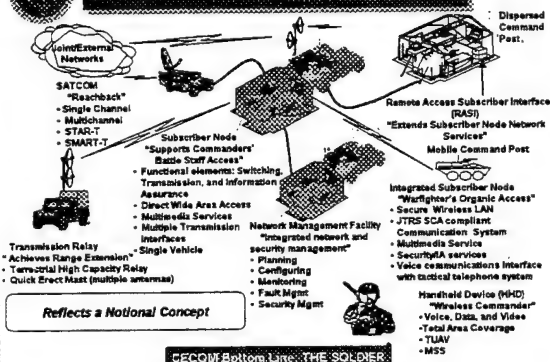 Joint/External
Networks
SATCOM
"Reachback"
• Single Channel
• Multichannel
• STAR-T
• SMART-T
Transmission Relay
"Achieves Range Extension"
• Terrestrial High Capacity Relay
• Quick Erect Mast (multiple antennas)
Subscriber Node
"Supports Commanders'
Battle Staff Access"
• Functional elements: Switching,
Transmission, and Information
Assurance
• Direct Wide Area Access
• Multimedia Services
• Multiple Transmission
Interfaces
• Single Vehicle
Network Management Facility
"Integrated network and
security management"
• Planning
• Configuring
• Monitoring
• Fault Mgmt
• Security Mgmt
• Dispersed
Command
Post.
Remote Access Subscriber Interface
(RASI)
"Extends Subscriber Node Network
Services"
Mobile Command Post
Integrated Subscriber Node
"Warfighter's Organic Access"
• Secure Wireless LAN
• JTRS SCA compliant
Communication System
• Multimedia Service
• Security/IA services
• Voice communications Interface
with tactical telephone system
Handheld Device (HHD)
"Wireless Commander"
• Voice, Data, and Video
• Total Area Coverage
• TUAV
• MSS
Reflects a Notional Concept
CECOM Bottom Line: THE SOLDIER